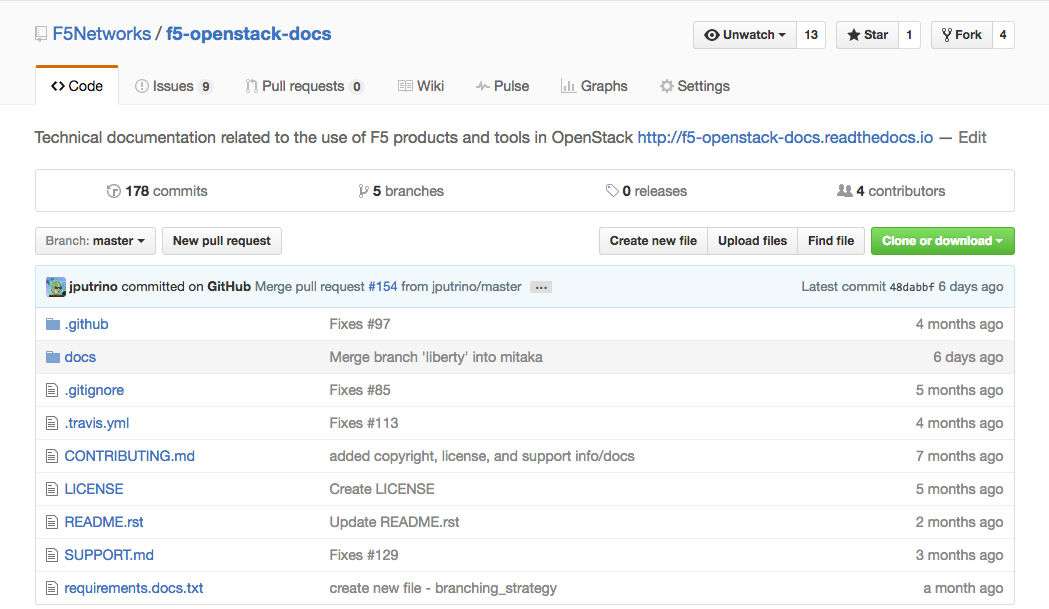 F5Networks / f5-openstack-docs Unwatch 13 Star 1 Fork 4
Code Issues 9 Pull requests 0 Wiki Pulse Graphs Settings
Technical documentation related to the use of F5 products and tools in OpenStack http://f5-openstack-docs.readthedocs.io — Edit
178 commits 5 branches 0 releases 4 contributors
Branch: master New pull request Create new file Upload files Find file Clone or download
jputrino committed on GitHub Merge pull request #154 from jputrino/master ... Latest commit 48dabbf 6 days ago
.github Fixes #97 4 months ago
docs Merge branch 'liberty' into mitaka 6 days ago
.gitignore Fixes #85 5 months ago
.travis.yml Fixes #113 4 months ago
CONTRIBUTING.md added copyright, license, and support info/docs 7 months ago
LICENSE Create LICENSE 5 months ago
README.rst Update README.rst 2 months ago
SUPPORT.md Fixes #129 3 months ago
requirements.docs.txt create new file - branching_strategy a month ago